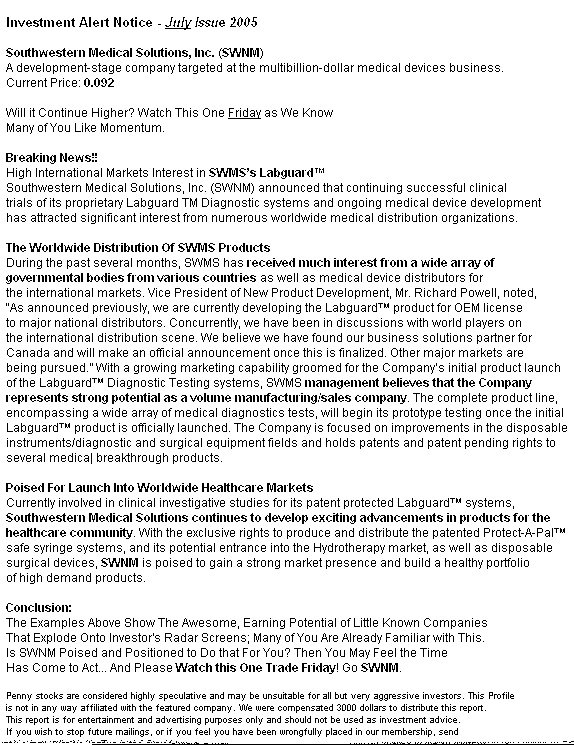 Investment Alert Notice - July Issue 2005
Southwestern Medical Solutions, Inc. (SWNM)
A development-stage company targeted at the multibillion-dollar medical devices business.
Current Price: 0.092
Will it Continue Higher? Watch This One Friday as We Know
Many of You Like Momentum.
Breaking News!!
High International Markets Interest in SWMS's Labguard™
Southwestern Medical Solutions, Inc. (SWNM) announced that continuing successful clinical
trials of its proprietary Labguard TM Diagnostic systems and ongoing medical device development
has attracted significant interest from numerous worldwide medical distribution organizations.
The Worldwide Distribution Of SWMS Products
During the past several months, SWMS has received much interest from a wide array of
governmental bodies from various countries as well as medical device distributors for
the international markets. Vice President of New Product Development, Mr. Richard Powell, noted,
"As announced previously, we are currently developing the Labguard™ product for OEM license
to major national distributors. Concurrently, we have been in discussions with world players on
the international distribution scene. We believe we have found our business solutions partner for
Canada and will make an official announcement once this is finalized. Other major markets are
being pursued." With a growing marketing capability groomed for the Company's initial product launch
of the Labguard™ Diagnostic Testing systems, SWMS management believes that the Company
represents strong potential as a volume manufacturing/sales company. The complete product line,
encompassing a wide array of medical diagnostics tests, will begin its prototype testing once the initial
Labguard™ product is officially launched. The Company is focused on improvements in the disposable
instruments/diagnostic and surgical equipment fields and holds patents and patent pending rights to
several medica| breakthrough products.
Poised For Launch Into Worldwide Healthcare Markets
Currently involved in clinical investigative studies for its patent protected Labguard™ systems,
Southwestern Medical Solutions continues to develop exciting advancements in products for the
healthcare community. With the exclusive rights to produce and distribute the patented Protect-A-Pal™
safe syringe systems, and its potential entrance into the Hydrotherapy market, as well as disposable
surgical devices, SWNM is poised to gain a strong market presence and build a healthy portfolio
of high demand products.
Conclusion:
The Examples Above Show The Awesome, Earning Potential of Little Known Companies
That Explode Onto Investor's Radar Screens; Many of You Are Already Familiar with This.
Is SWNM Poised and Positioned to Do that For You? Then You May Feel the Time
Has Come to Act... And Please Watch this One Trade Friday! Go SWNM.
Penny stocks are considered highly speculative and may be unsuitable for all but very aggressive investors. This Profile
is not in any way affiliated with the featured company. We were compensated 3000 dollars to distribute this report.
This report is for entertainment and advertising purposes only and should not be used as investment advice.
If you wish to stop future mailings, or if you feel you have been wrongfully placed in our membership, send